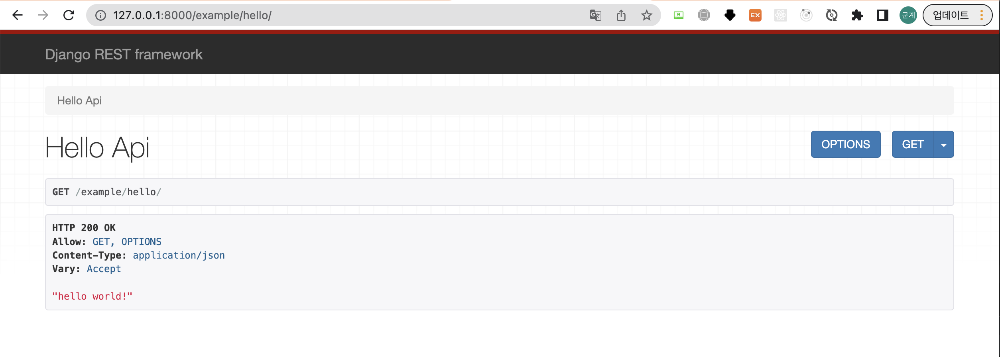 127.0.0.1:8000/example/hello/
N
EX
군계
업데이트
Django REST framework
Hello Api
Hello Api
OPTIONS
GET
GET /example/hello/
HTTP 200 OK
Allow: GET, OPTIONS
Content-Type: application/json
Vary: Accept
"hello world!"